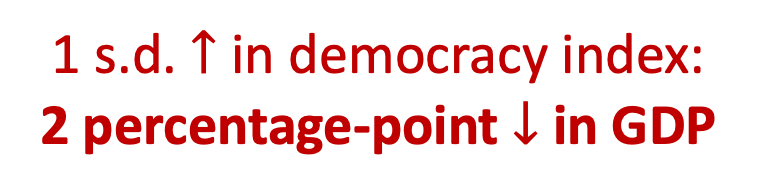 1 s.d. ↑ in democracy index:
2 percentage-point ↓ in GDP